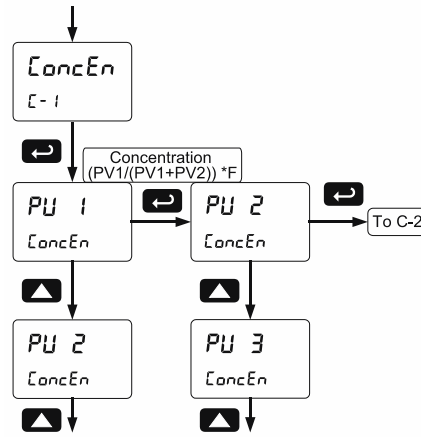 ConcEn
C-1
Concentration
(PV1/(PV1+PV2)) *F
PU 1
ConcEn
PU 2
ConcEn
To C-2
PU 2
ConcEn
PU 3
ConcEn